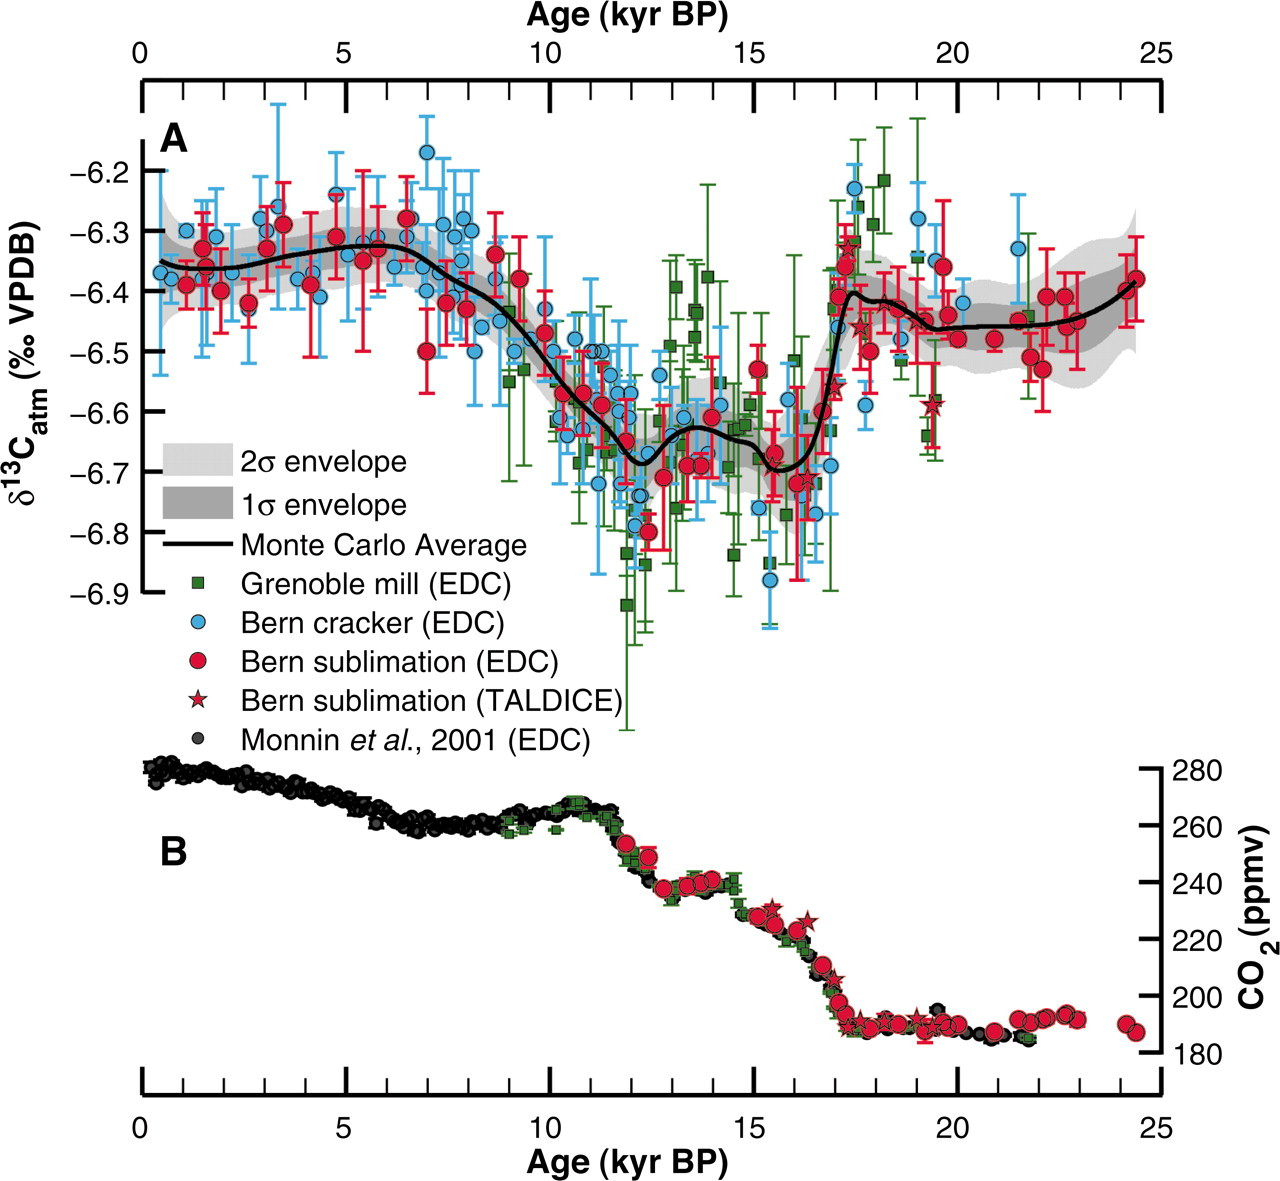 Age (kyr BP)
0 5 10 15 20 25
A
−6.2
−6.3
−6.4
−6.5
−6.6
−6.7
−6.8
−6.9
δ¹³Catm (‰ VPDB)
2σ envelope
1σ envelope
Monte Carlo Average
Grenoble mill (EDC)
Bern cracker (EDC)
Bern sublimation (EDC)
Bern sublimation (TALDICE)
Monnin et al., 2001 (EDC)
B
280
260
240
220
200
180
CO₂ (ppmv)
0 5 10 15 20 25
Age (kyr BP)